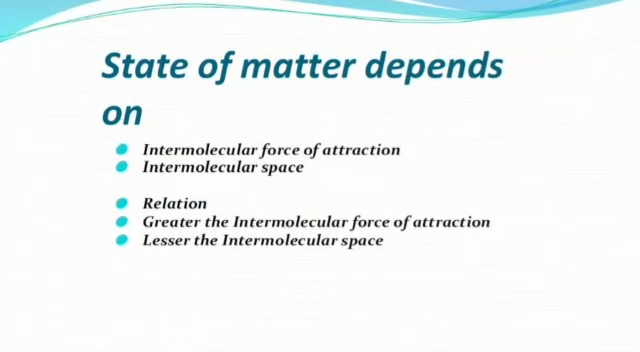 State of matter depends
on
Intermolecular force of attraction
Intermolecular space
Relation
Greater the Intermolecular force of attraction
Lesser the Intermolecular space